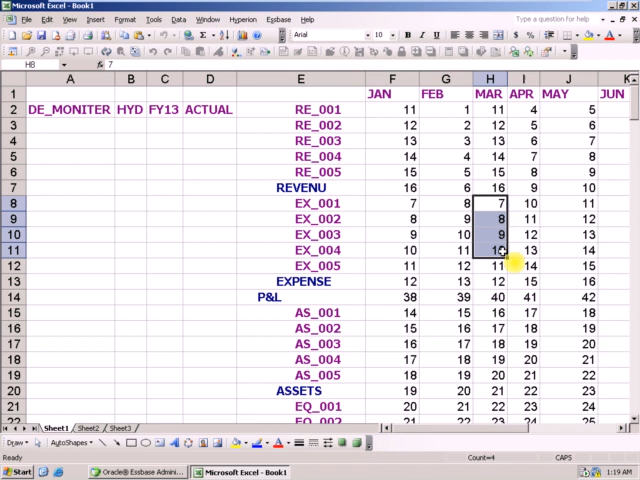 Microsoft Excel - Book1
File Edit View Insert Format Tools Data Window Hyperion Essbase Help
Type a question for help
Arial 10 B I U
H8 fx 7
A B C D E F G H I J K
1 JAN FEB MAR APR MAY JUN
2 DE_MONITER HYD FY13 ACTUAL RE_001 11 1 11 4 5
3 RE_002 12 2 12 5 6
4 RE_003 13 3 13 6 7
5 RE_004 14 4 14 7 8
6 RE_005 15 5 15 8 9
7 REVENU 16 6 16 9 10
8 EX_001 7 8 7 10 11
9 EX_002 8 9 8 11 12
10 EX_003 9 10 9 12 13
11 EX_004 10 11 10 13 14
12 EX_005 11 12 11 14 15
13 EXPENSE 12 13 12 15 16
14 P&L 38 39 40 41 42
15 AS_001 14 15 16 17 18
16 AS_002 15 16 17 18 19
17 AS_003 16 17 18 19 20
18 AS_004 17 18 19 20 21
19 AS_005 18 19 20 21 22
20 ASSETS 19 20 21 22 23
21 EQ_001 20 21 22 23 24
22 EQ_002 21 22 23 24 25
Sheet1 Sheet2 Sheet3
Draw AutoShapes
Ready Count=4 CAPS
Start Oracle® Essbase Admini... Microsoft Excel - Book1 1:19 AM